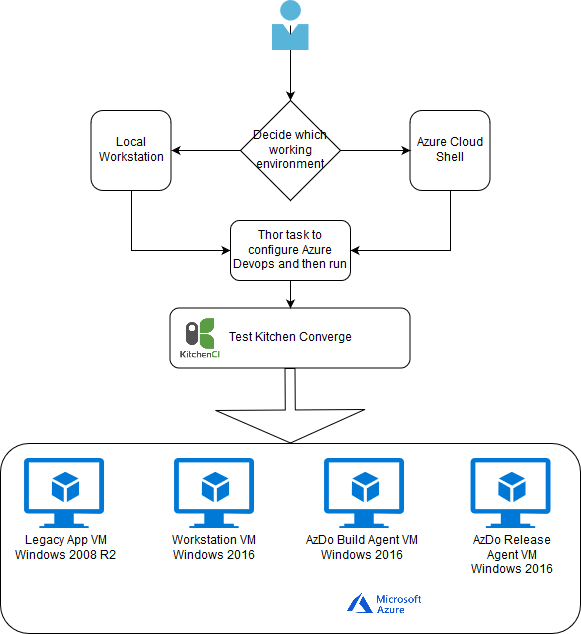 Decide which
working
environment
Local
Workstation
Azure Cloud
Shell
Thor task to
configure Azure
Devops and then run
KitchenCI
Test Kitchen Converge
Legacy App VM
Windows 2008 R2
Workstation VM
Windows 2016
AzDo Build Agent VM
Windows 2016
AzDo Release
Agent VM
Windows 2016
Microsoft
Azure